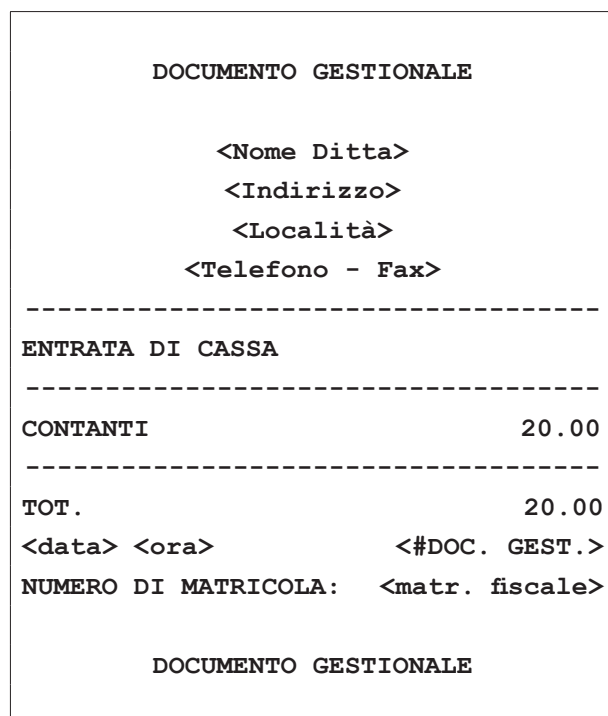 DOCUMENTO GESTIONALE
<Nome Ditta>
<Indirizzo>
<Località>
<Telefono - Fax>
------------------------------------
ENTRATA DI CASSA
------------------------------------
CONTANTI 20.00
------------------------------------
TOT. 20.00
<data> <ora> <#DOC. GEST.>
NUMERO DI MATRICOLA: <matr. fiscale>
DOCUMENTO GESTIONALE